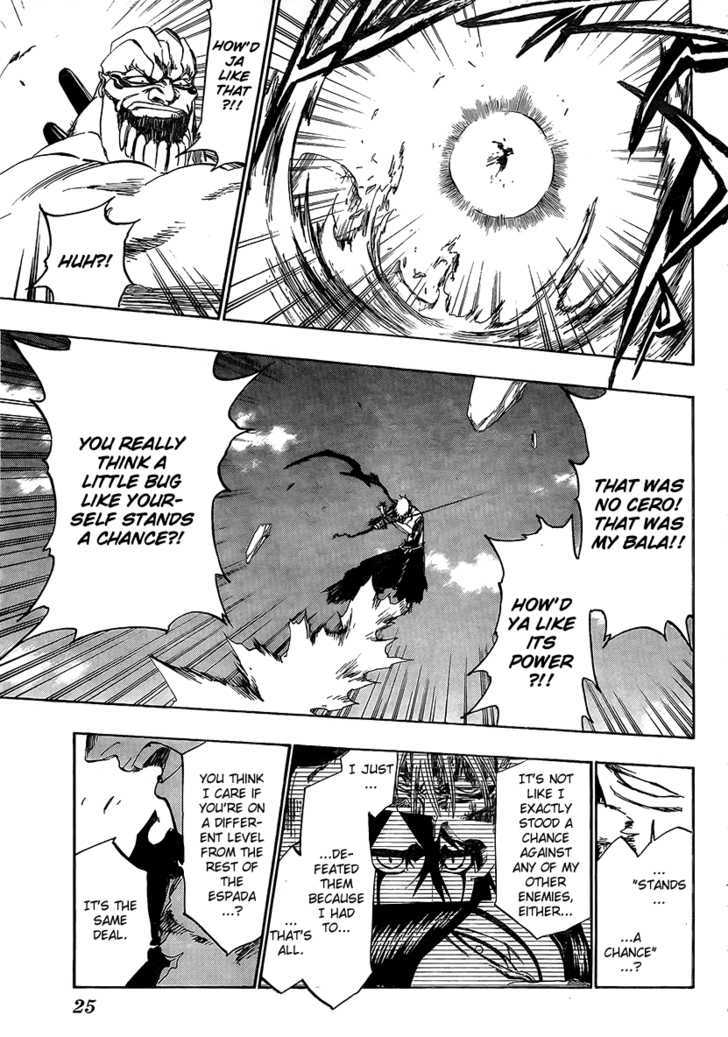 HOW'D
JA
LIKE
THAT
?!!
HUH?!
THAT WAS
NO CERO!
THAT WAS
MY BALA!!
HOW'D
YA LIKE
ITS
POWER
?!!
YOU REALLY
THINK A
LITTLE BUG
LIKE YOUR-
SELF STANDS
A CHANCE?!
...
"STANDS
...
...A
CHANCE"
...?
IT'S NOT
LIKE I
EXACTLY
STOOD A
CHANCE
AGAINST
ANY OF MY
OTHER
ENEMIES,
EITHER...
I JUST
...
...DE-
FEATED
THEM
BECAUSE
I HAD
TO...
...
THAT'S
ALL.
YOU THINK
I CARE IF
YOU'RE ON
A DIFFER-
ENT LEVEL
FROM THE
REST OF
THE
ESPADA
...?
IT'S THE
SAME
DEAL.
25